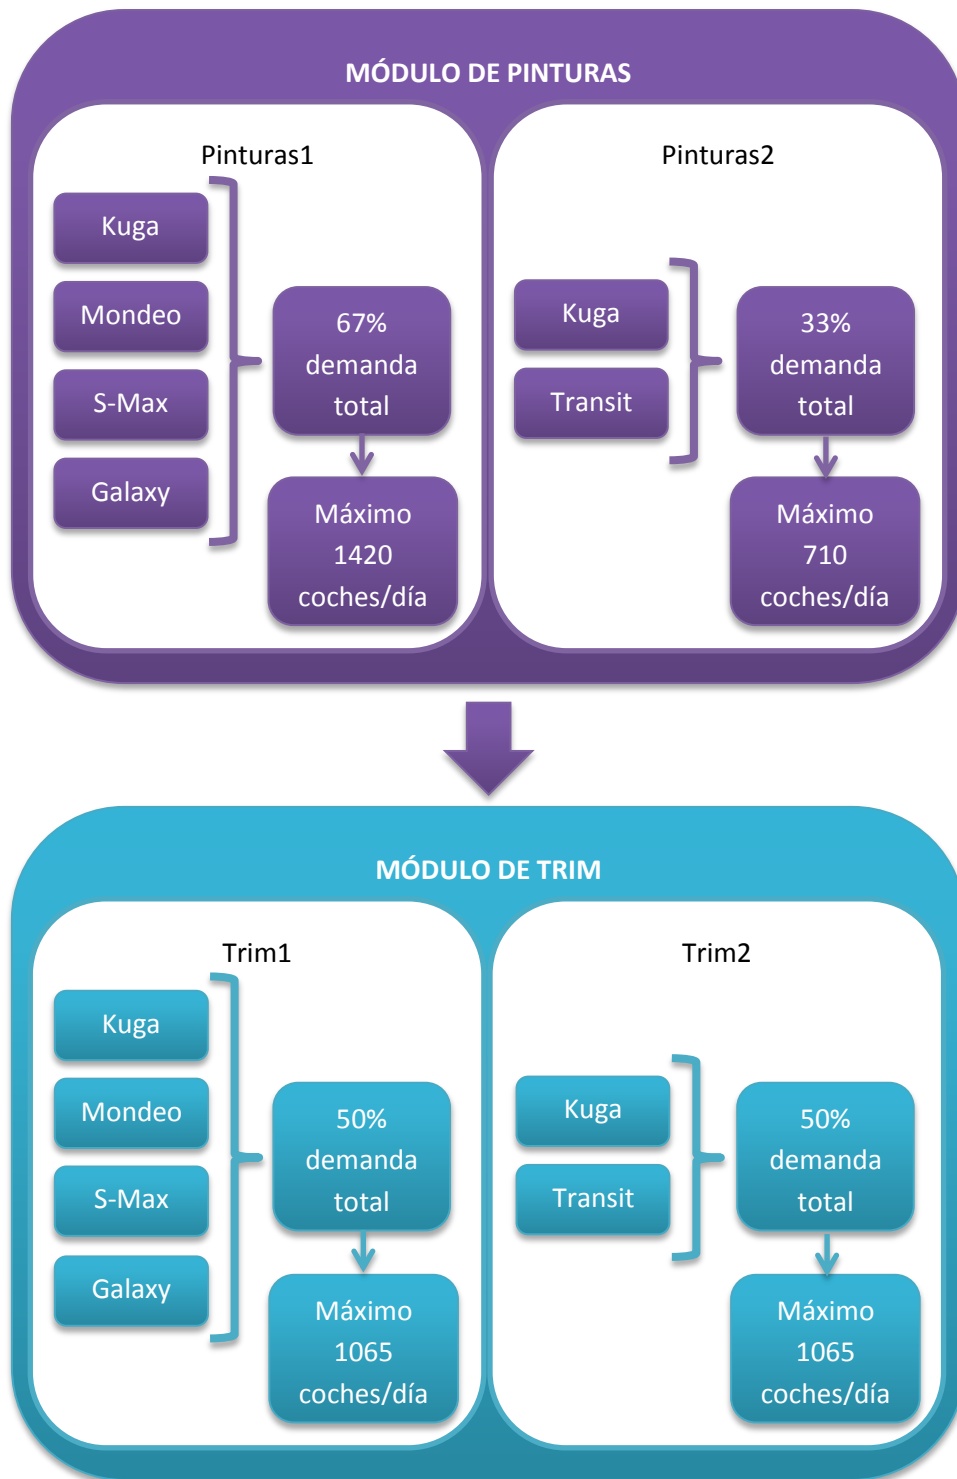 MÓDULO DE PINTURAS
Pinturas1
Kuga
Mondeo
S-Max
Galaxy
67%
demanda
total
Máximo
1420
coches/día
Pinturas2
Kuga
Transit
33%
demanda
total
Máximo
710
coches/día
MÓDULO DE TRIM
Trim1
Kuga
Mondeo
S-Max
Galaxy
50%
demanda
total
Máximo
1065
coches/día
Trim2
Kuga
Transit
50%
demanda
total
Máximo
1065
coches/día